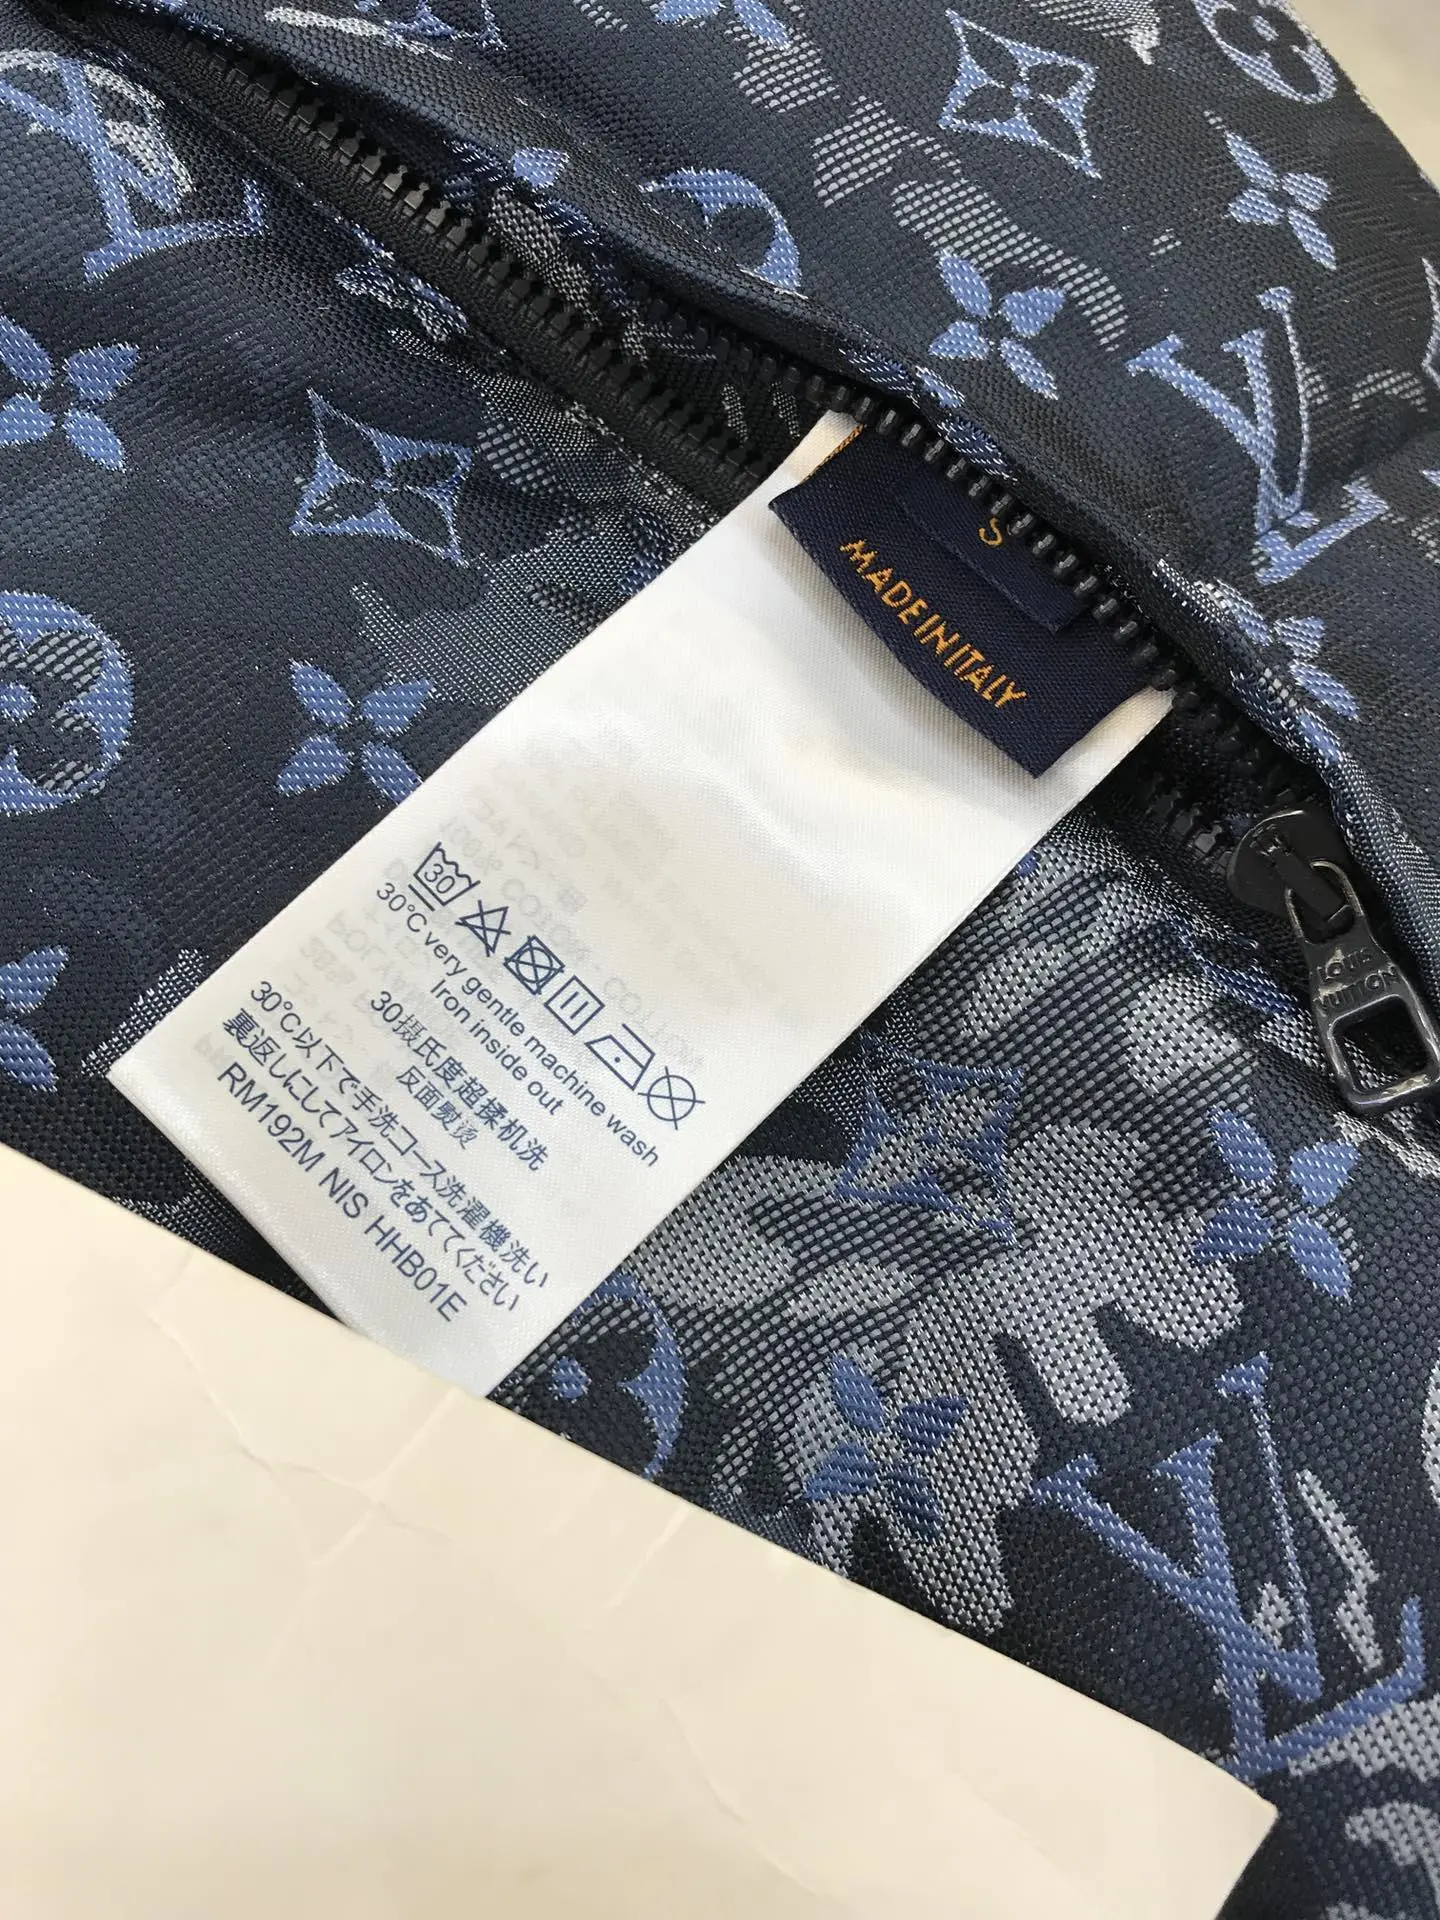 S
MADE IN ITALY
30
30°C very gentle machine wash
Iron inside out
30摄氏度超揉机洗
反面熨烫
30℃以下で手洗コース洗濯機洗い
裏返しにしてアイロンをあててください
RM192M NIS HHB01E
LOUIS
VUITTON